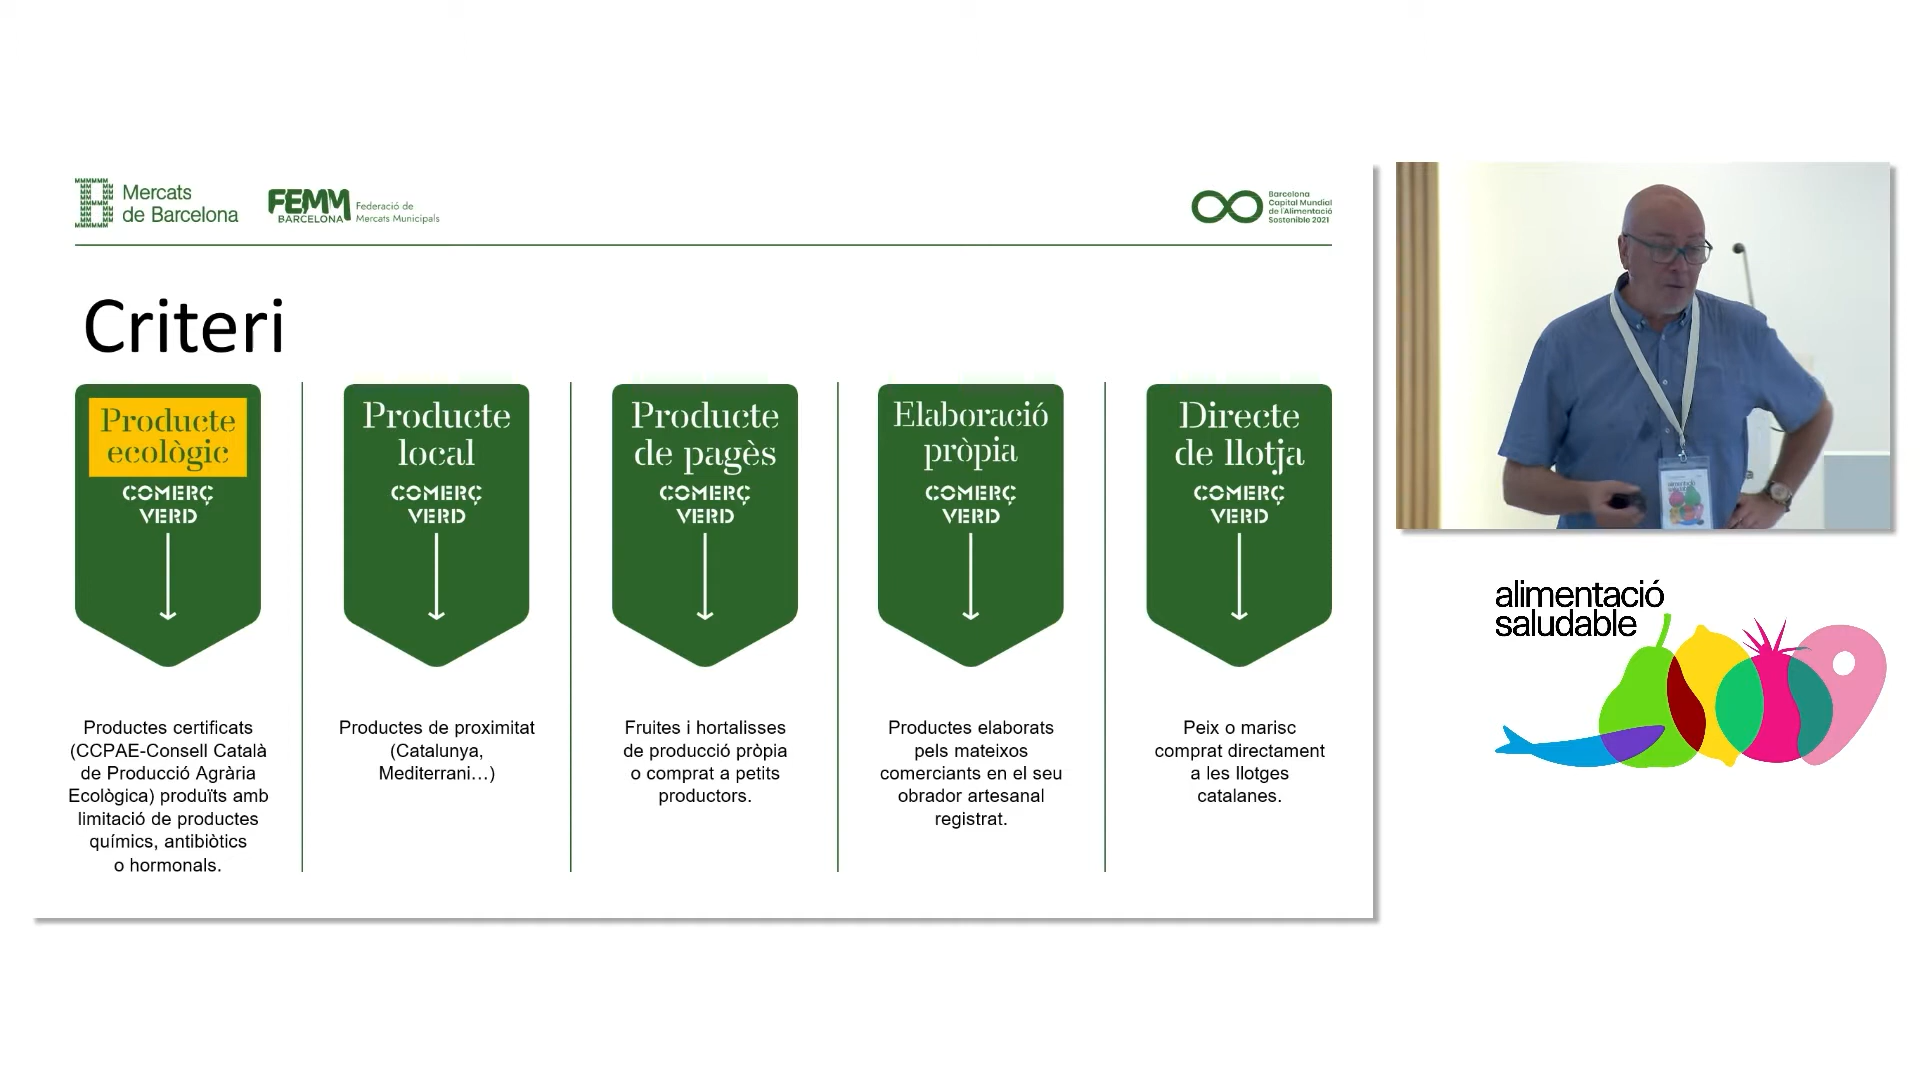 Mercats
de Barcelona
FEMM
BARCELONA
Federació de
Mercats Municipals
Barcelona
Capital Mundial
de l'Alimentació
Sostenible 2021
Criteri
Producte
ecològic
COMERÇ
VERD
Productes certificats
(CCPAE-Consell Català
de Producció Agrària
Ecològica) produïts amb
limitació de productes
químics, antibiòtics
o hormonals.
Producte
local
COMERÇ
VERD
Productes de proximitat
(Catalunya,
Mediterrani...)
Producte
de pagès
COMERÇ
VERD
Fruites i hortalisses
de producció pròpia
o comprat a petits
productors.
Elaboració
pròpia
COMERÇ
VERD
Productes elaborats
pels mateixos
comerciants en el seu
obrador artesanal
registrat.
Directe
de llotja
COMERÇ
VERD
Peix o marisc
comprat directament
a les llotges
catalanes.
alimentació
saludable